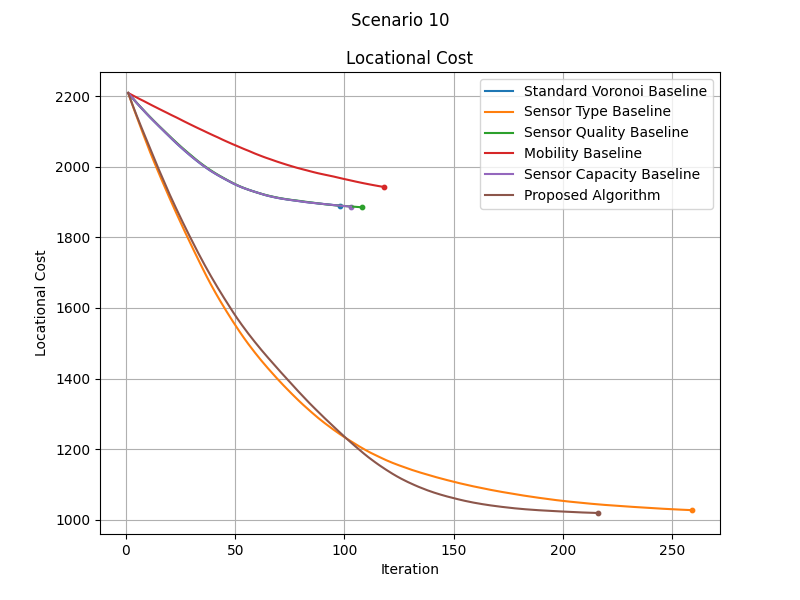 Scenario 10
Locational Cost
Standard Voronoi Baseline
Sensor Type Baseline
Sensor Quality Baseline
Mobility Baseline
Sensor Capacity Baseline
Proposed Algorithm
Locational Cost
2200
2000
1800
1600
1400
1200
1000
0 50 100 150 200 250
Iteration